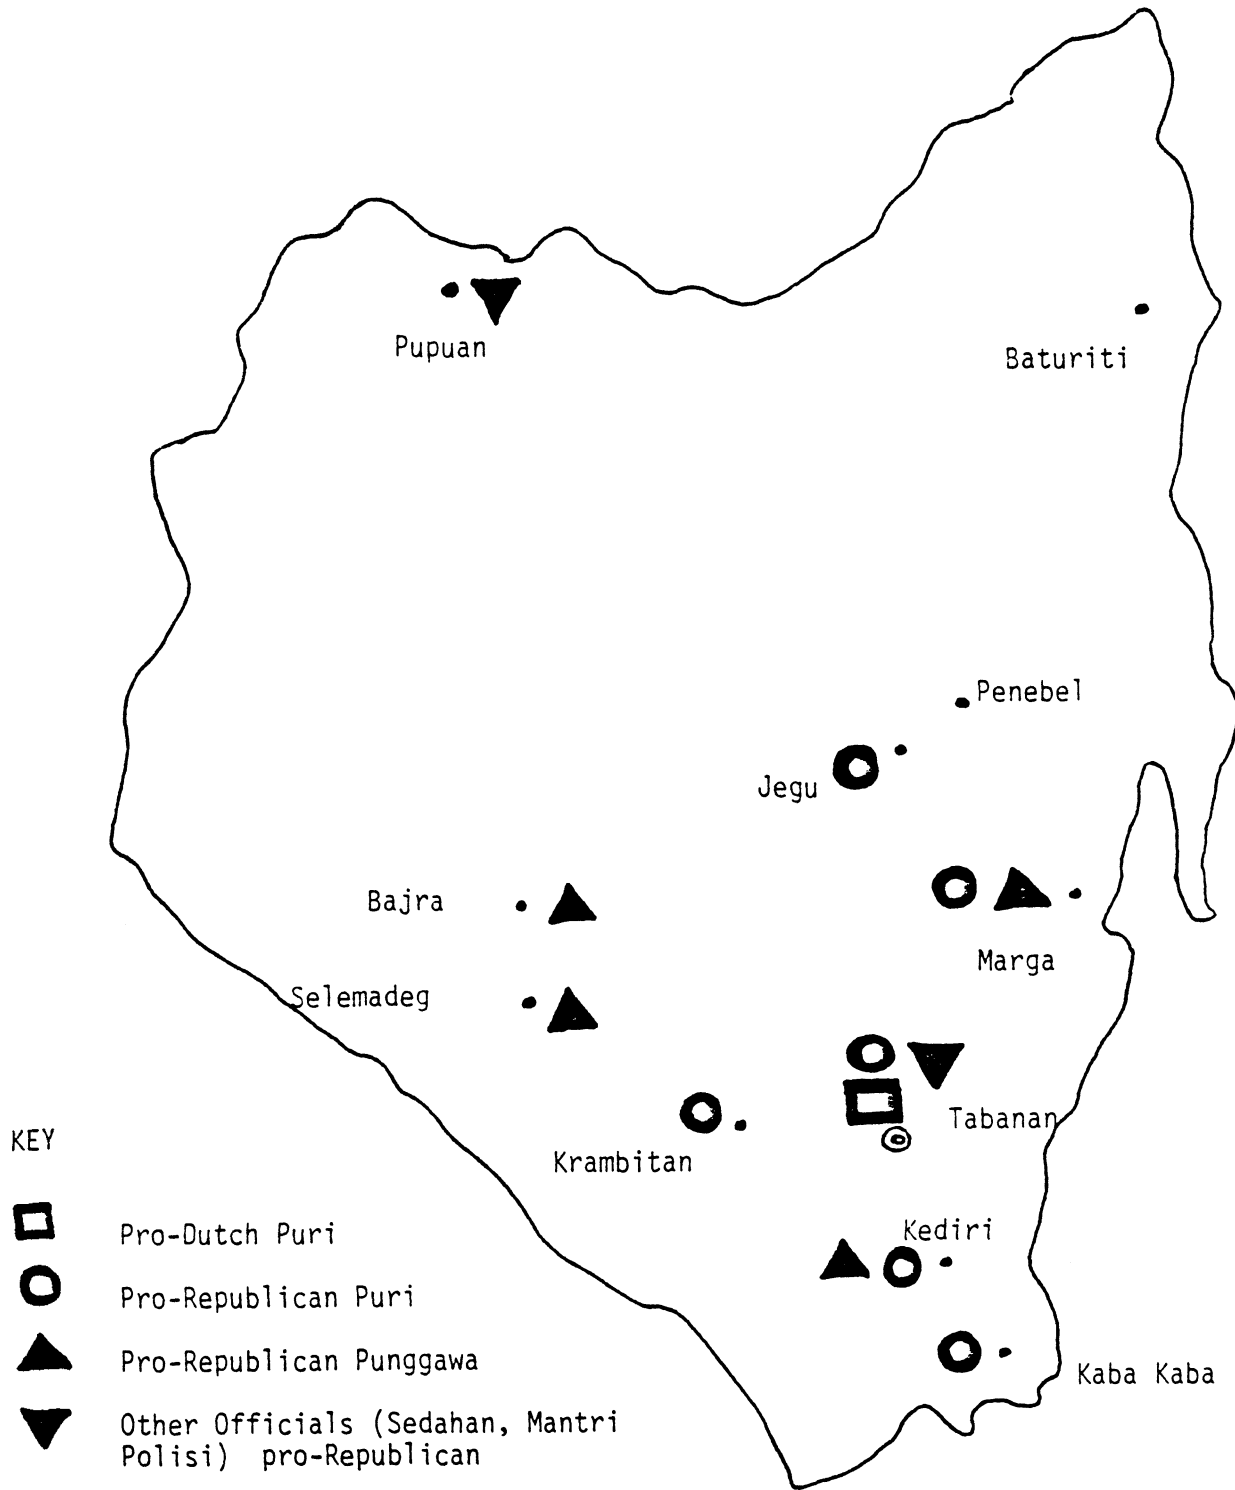 Pupuan
Baturiti
Penebel
Jegu
Bajra
Marga
Selemadeg
Tabanan
Krambitan
Kediri
Kaba Kaba
KEY
Pro-Dutch Puri
Pro-Republican Puri
Pro-Republican Punggawa
Other Officials (Sedahan, Mantri
Polisi) pro-Republican